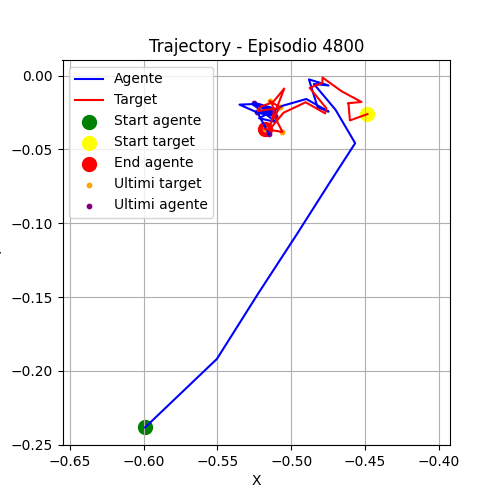 Trajectory - Episodio 4800
0.00
−0.05
−0.10
−0.15
−0.20
−0.25
Agente
Target
Start agente
Start target
End agente
Ultimi target
Ultimi agente
−0.65
−0.60
−0.55
−0.50
−0.45
−0.40
X